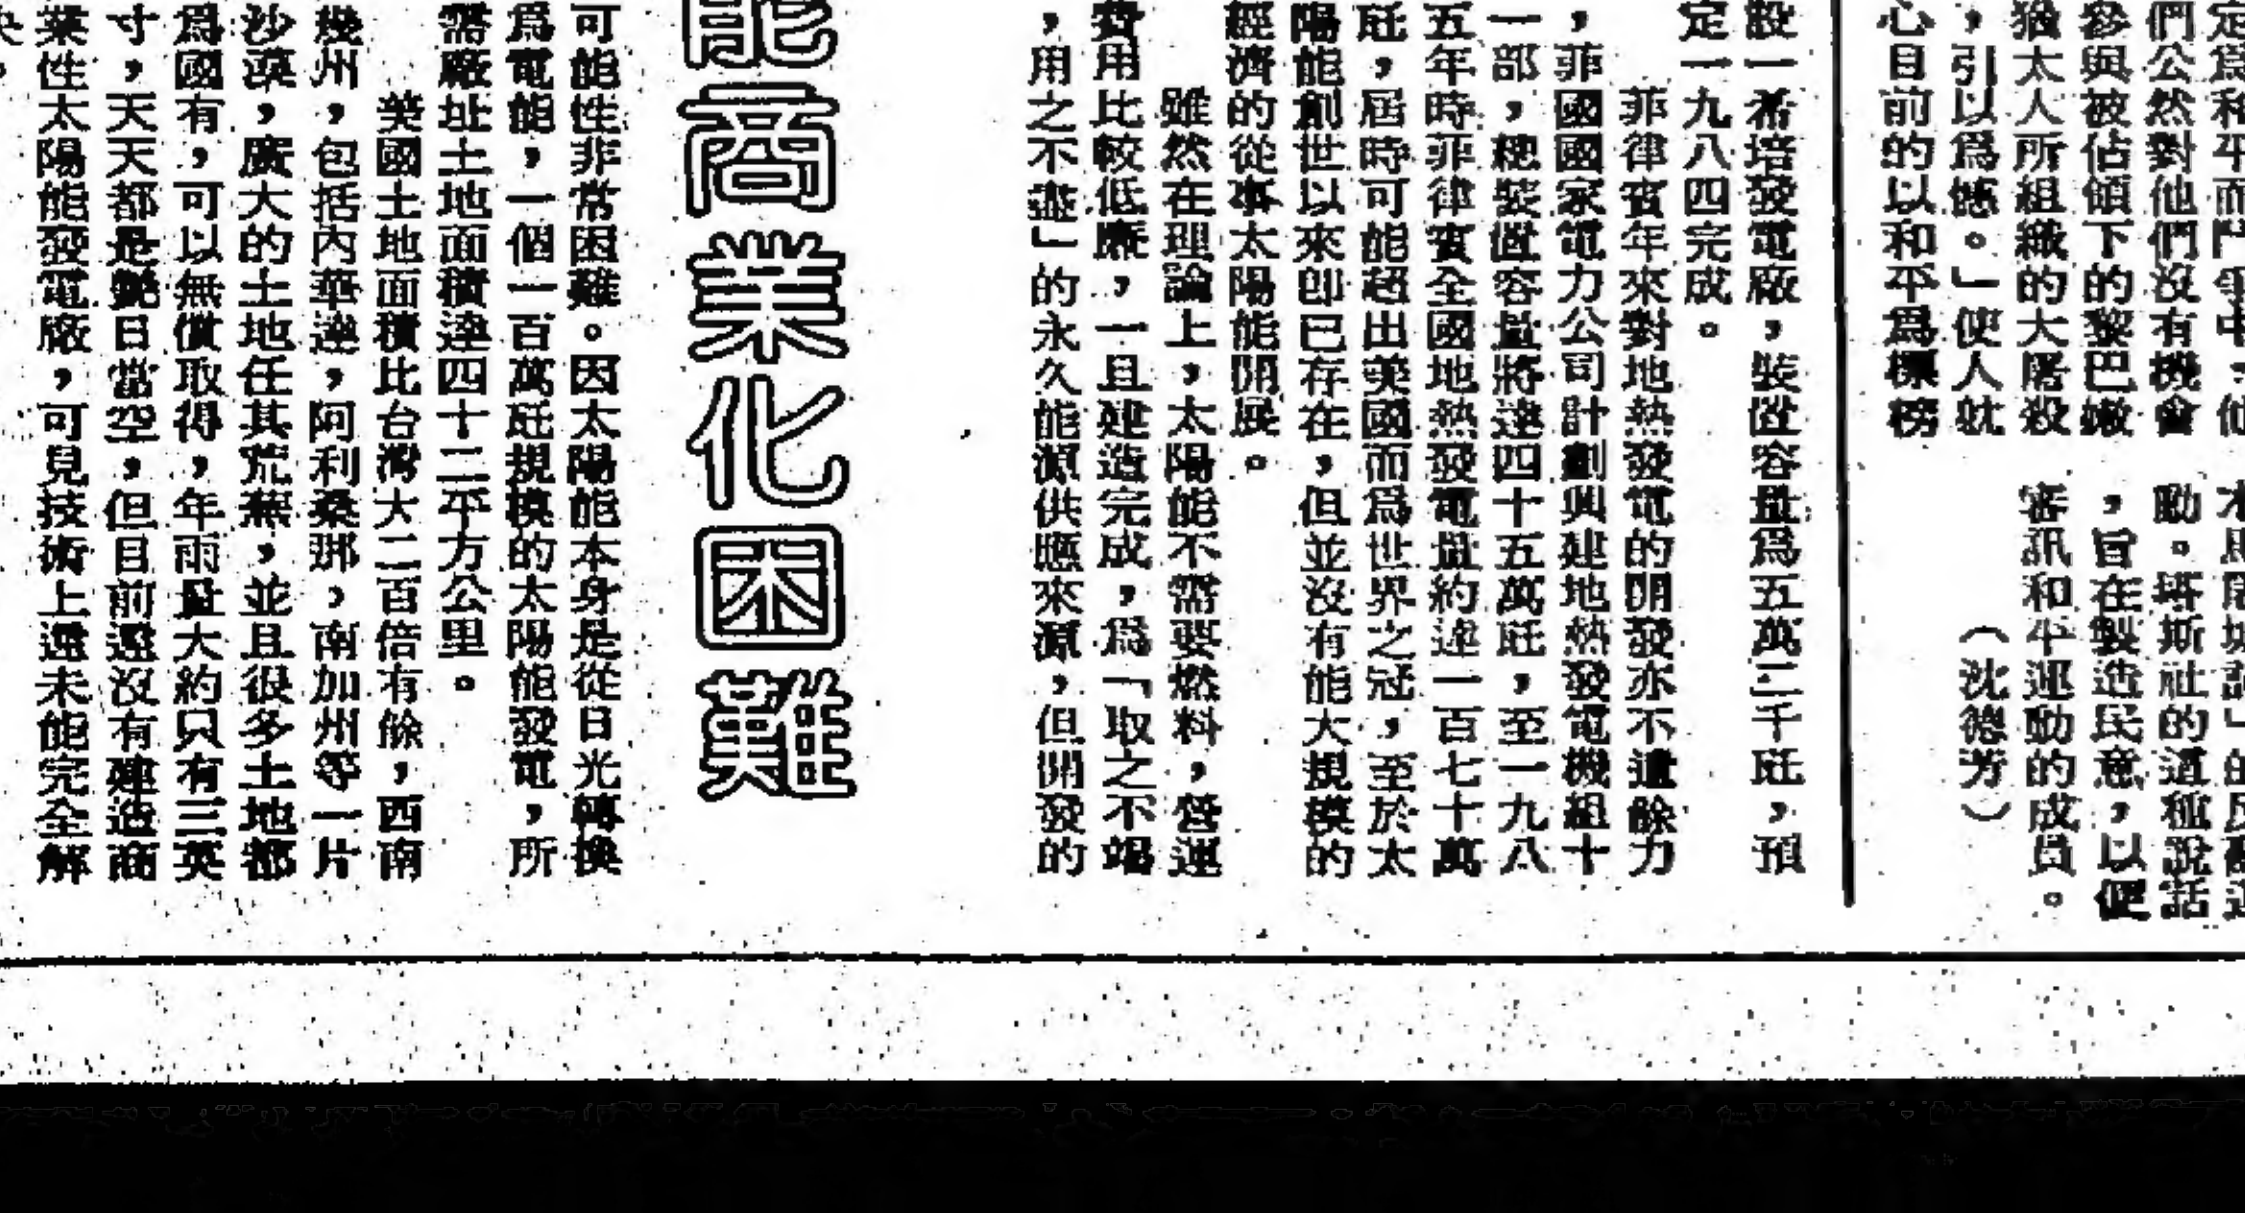 定爲和平而鬥爭中，他
們公然對他們沒有機會
參與被佔領下的黎巴嫩
猶太人所組織的大屠殺
，引以爲憾。」使人就
心目前的以和平爲標榜
動。塔斯社的這種說話
，旨在製造民意，以便
審訊和平運動的成員。
（沈德芳）
設一希培發電廠，裝置容量爲五萬三千瓩，預
定一九八四完成。
菲律賓年來對地熱發電的開發亦不遺餘力
，菲國國家電力公司計劃興建地熱發電機組十
一部，總裝置容量將達四十五萬瓩，至一九八
五年時菲律賓全國地熱發電量約達一百七十萬
瓩，屆時可能超出美國而爲世界之冠，至於太
陽能創世以來卽已存在，但並沒有能大規模的
經濟的從事太陽能開展。
雖然在理論上，太陽能不需要燃料，營運
費用比較低廉，一旦建造完成，爲「取之不竭
，用之不盡」的永久能源供應來源，但開發的
能商業化困難
可能性非常困難。因太陽能本身是從日光轉換
爲電能，一個一百萬瓩規模的太陽能發電，所
需廠址土地面積達四十二平方公里。
美國土地面積比台灣大二百倍有餘，西南
幾州，包括內華達，阿利桑那，南加州等一片
沙漠，廣大的土地任其荒蕪，並且很多土地都
爲國有，可以無償取得，年雨量大約只有三英
寸，天天都是艷日當空，但目前還沒有建造商
業性太陽能發電廠，可見技術上還未能完全解
決，